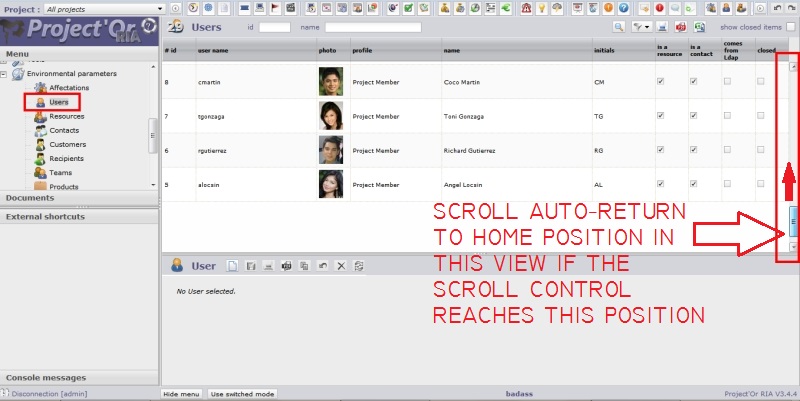 Project : All projects
Project'Or
RIA
Users id name show closed items
Menu
# id user name photo profile name initials is a resource is a contact comes from Ldap closed
Environmental parameters
Affectations
Users
Resources
Contacts
Customers
Recipients
Teams
Products
8 cmartin Project Member Coco Martin CM
7 tgonzaga Project Member Toni Gonzaga TG
6 rgutierrez Project Member Richard Gutierrez RG
5 alocsin Project Member Angel Locsin AL
Documents
External shortcuts
SCROLL AUTO-RETURN
TO HOME POSITION IN
THIS VIEW IF THE
SCROLL CONTROL
REACHES THIS POSITION
User
No User selected.
Console messages
Disconnection [admin] Hide menu Use switched mode badass Project'Or RIA V3.4.4